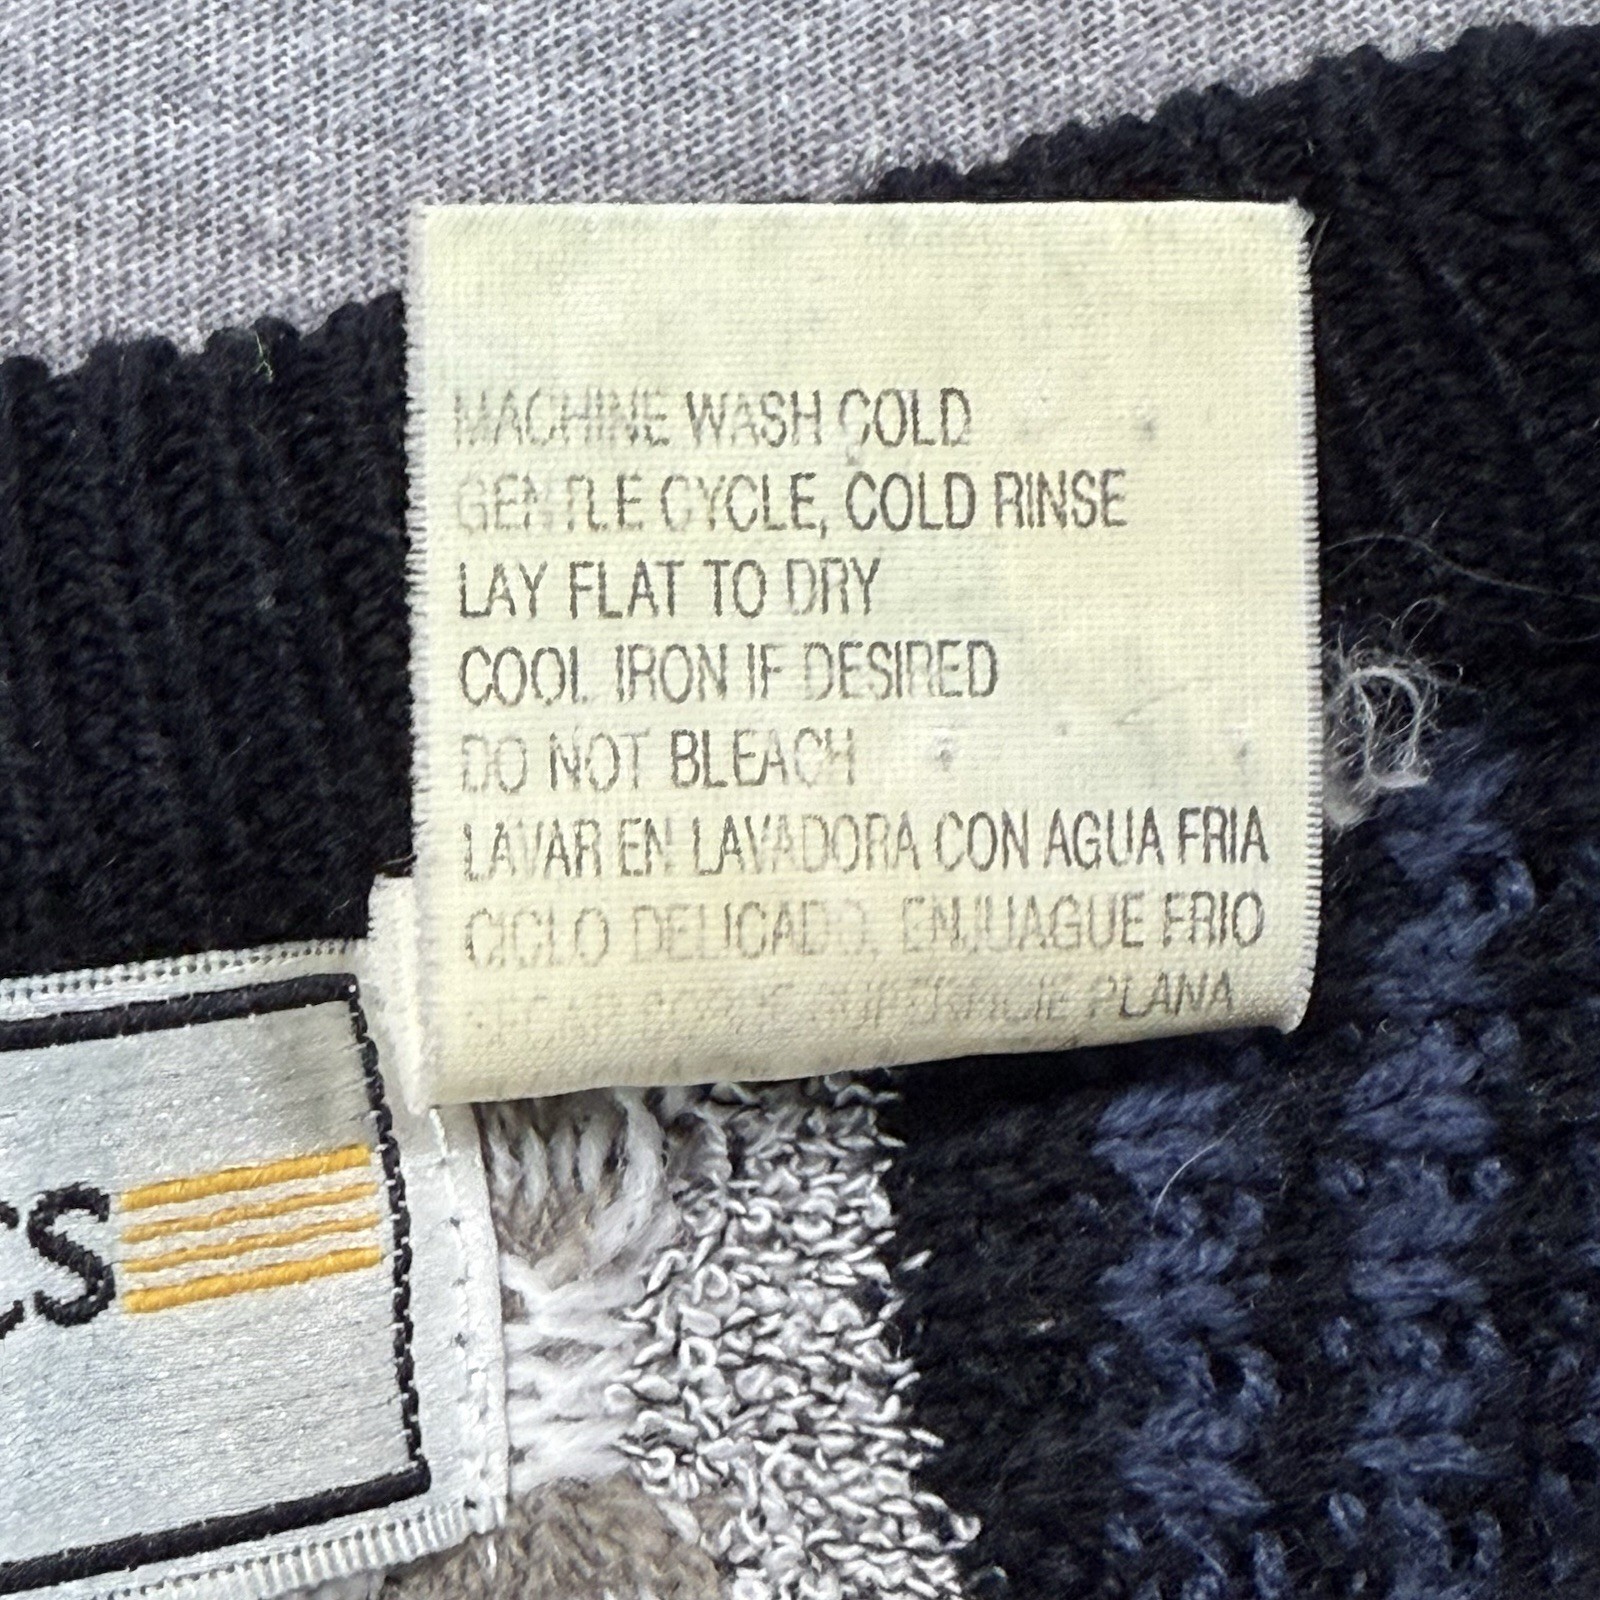 MACHINE WASH COLD
GENTLE CYCLE, COLD RINSE
LAY FLAT TO DRY
COOL IRON IF DESIRED
DO NOT BLEACH
LAVAR EN LAVADORA CON AGUA FRIA
CICLO DELICADO, ENJUAGUE FRIO
SUPERFICIE PLANA
CS